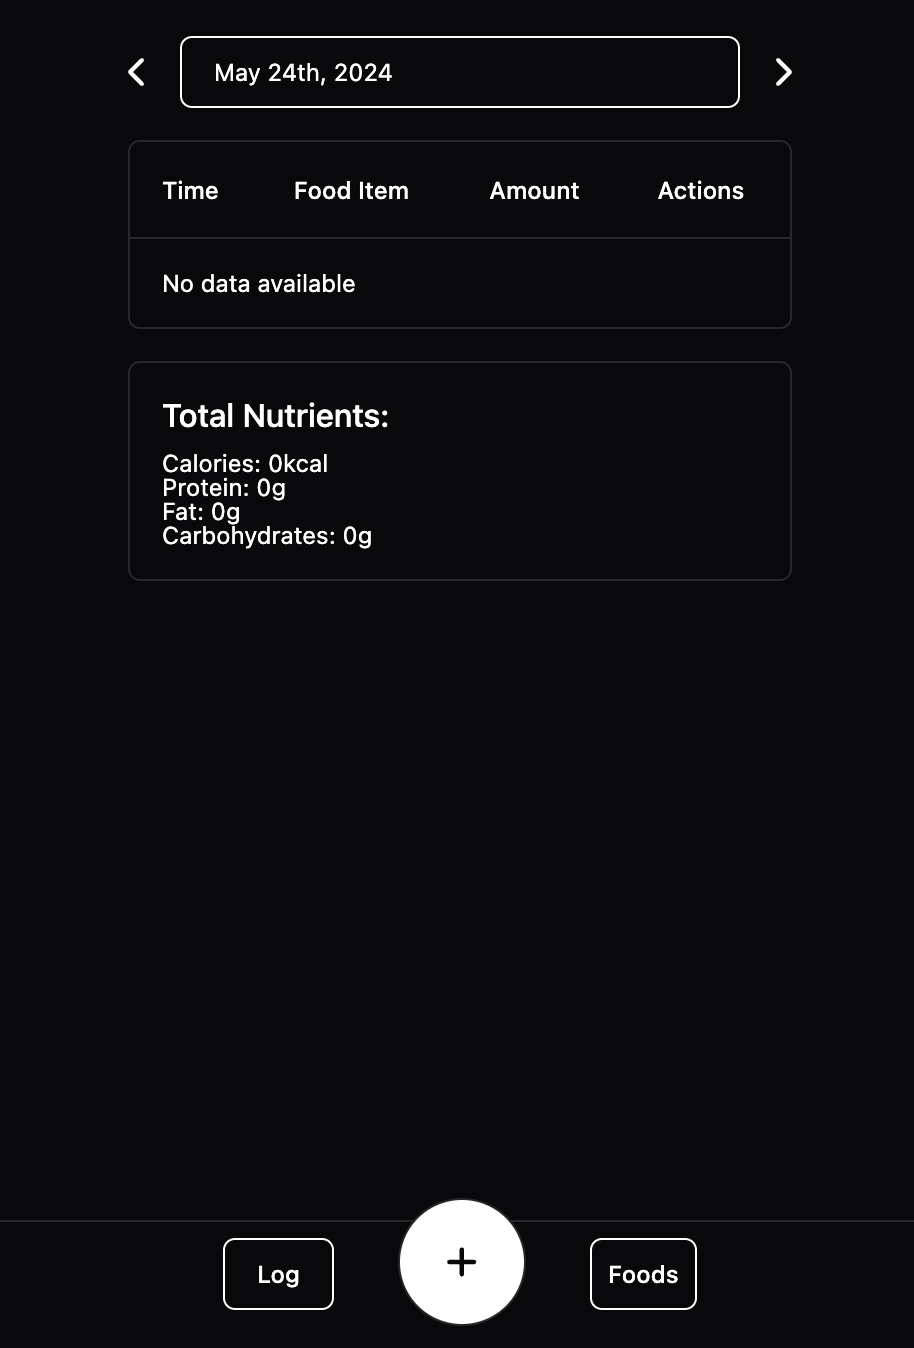 May 24th, 2024
Time Food Item Amount Actions
No data available
Total Nutrients:
Calories: 0kcal
Protein: 0g
Fat: 0g
Carbohydrates: 0g
Log + Foods